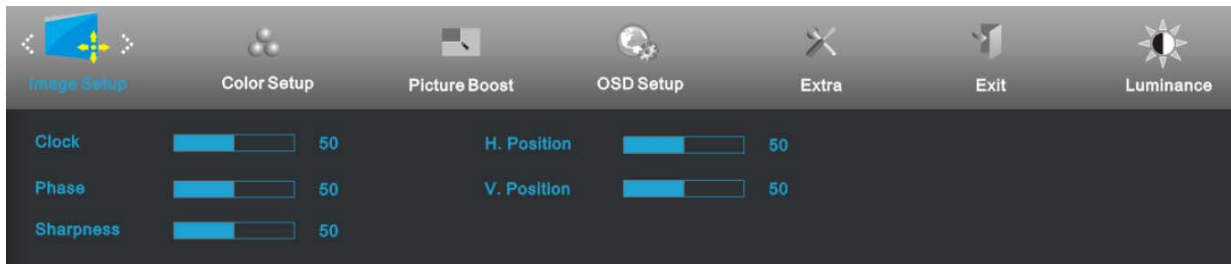 Image Setup Color Setup Picture Boost OSD Setup Extra Exit Luminance
Clock 50 H. Position 50
Phase 50 V. Position 50
Sharpness 50